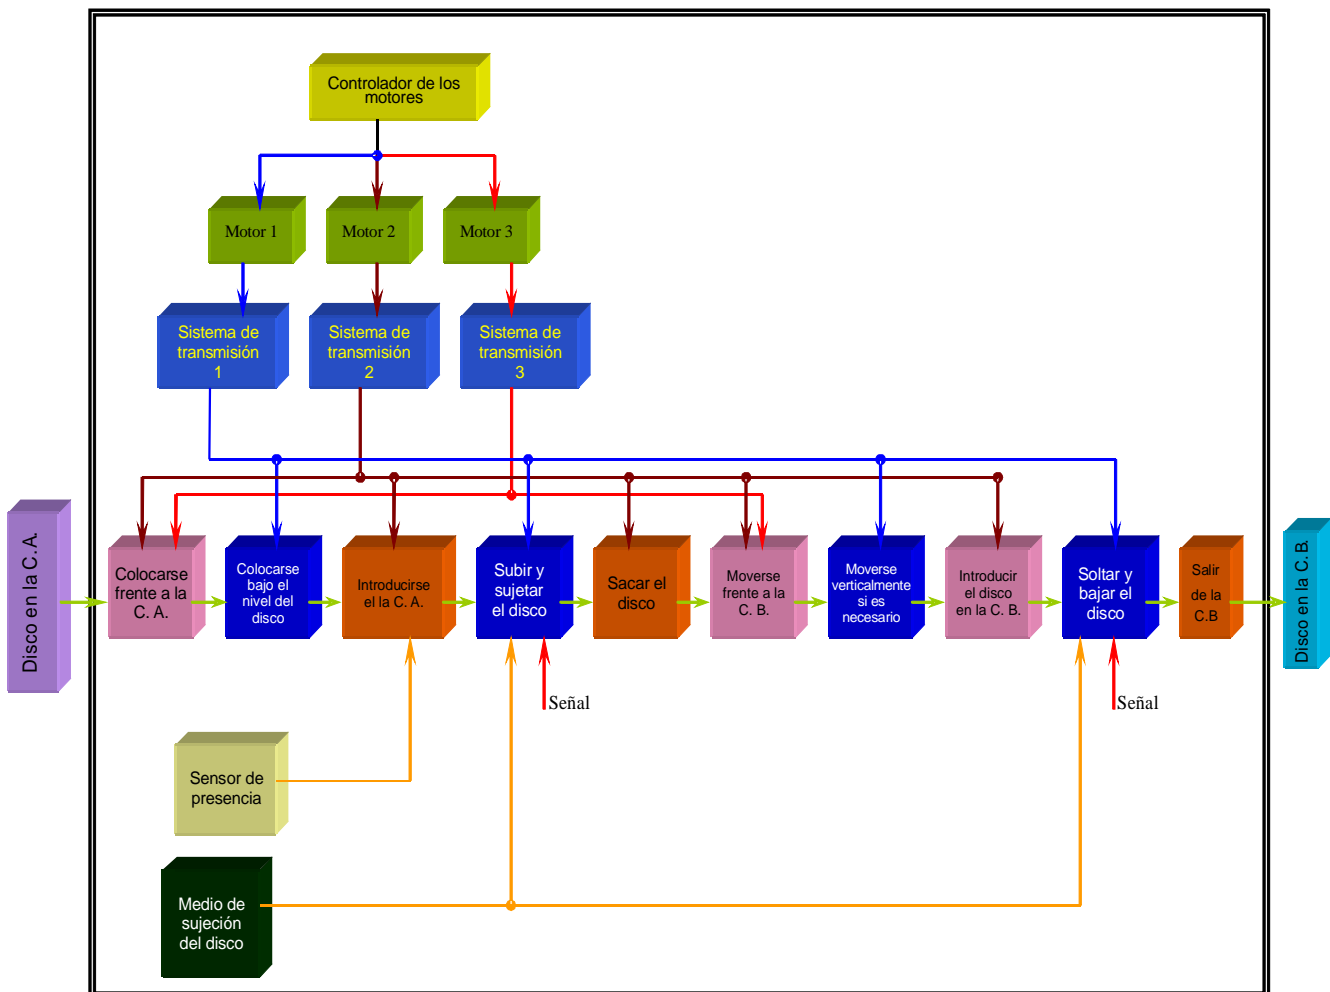 Controlador de los
motores
Motor 1
Motor 2
Motor 3
Sistema de
transmisión
1
Sistema de
transmisión
2
Sistema de
transmisión
3
Disco en la C.A.
Colocarse
frente a la
C. A.
Colocarse
bajo el
nivel del
disco
Introducirse
el la C. A.
Subir y
sujetar
el disco
Sacar el
disco
Moverse
frente a la
C. B.
Moverse
verticalmente
si es
necesario
Introducir
el disco
en la C. B.
Soltar y
bajar el
disco
Salir
de la
C.B
Disco en la C. B.
Señal
Señal
Sensor de
presencia
Medio de
sujeción
del disco